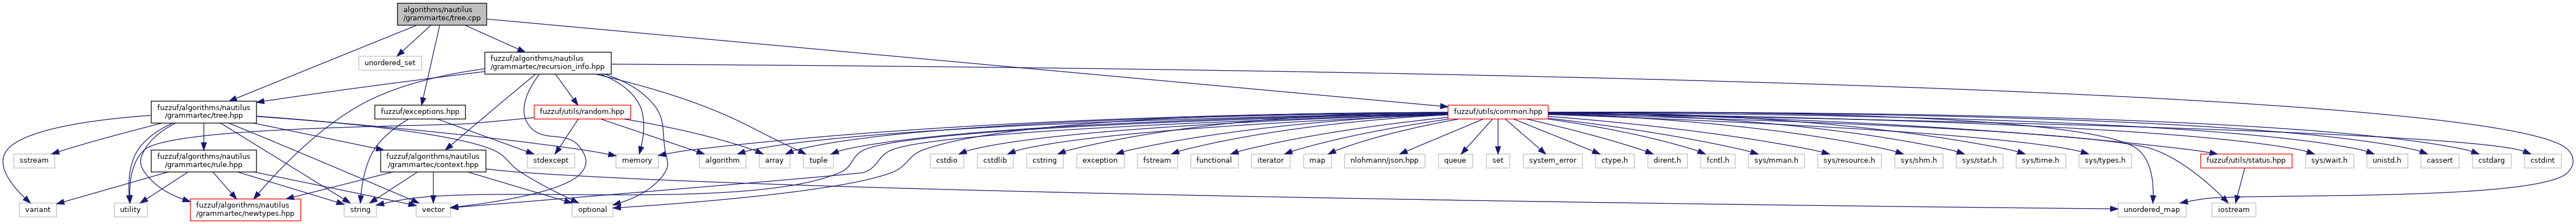 algorithms/nautilus
/grammartec/tree.cpp
unordered_set
fuzzuf/algorithms/nautilus
/grammartec/recursion_info.hpp
fuzzuf/algorithms/nautilus
/grammartec/tree.hpp
fuzzuf/exceptions.hpp
fuzzuf/utils/random.hpp
fuzzuf/utils/common.hpp
sstream
fuzzuf/algorithms/nautilus
/grammartec/rule.hpp
fuzzuf/algorithms/nautilus
/grammartec/context.hpp
stdexcept
memory
algorithm
array
tuple
cstdio
cstdlib
cstring
exception
fstream
functional
iterator
map
nlohmann/json.hpp
queue
set
system_error
ctype.h
dirent.h
fcntl.h
sys/mman.h
sys/resource.h
sys/shm.h
sys/stat.h
sys/time.h
sys/types.h
fuzzuf/utils/status.hpp
sys/wait.h
unistd.h
cassert
cstdarg
cstdint
variant
utility
fuzzuf/algorithms/nautilus
/grammartec/newtypes.hpp
string
vector
optional
unordered_map
iostream